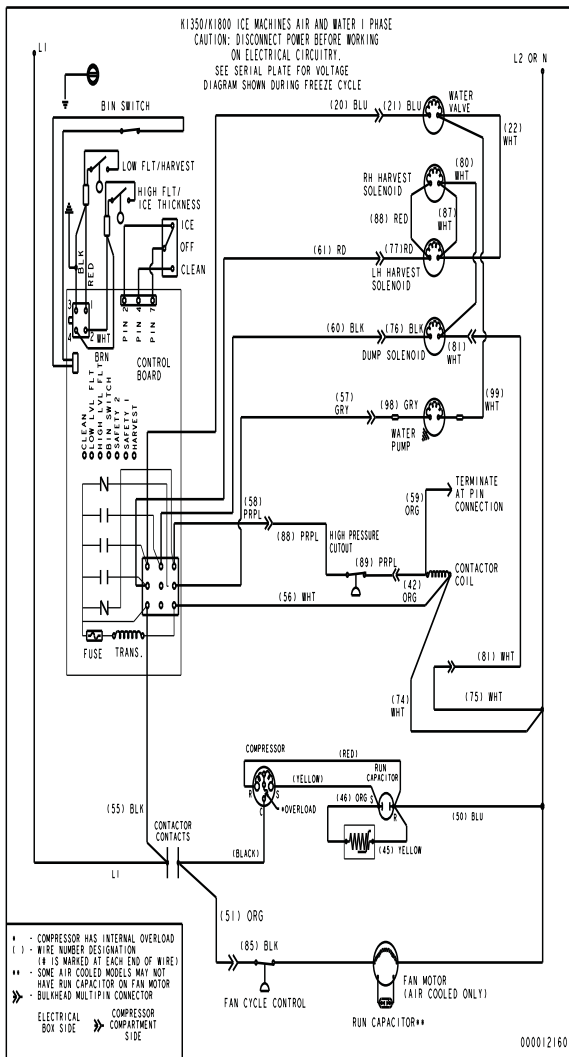 K1350/K1800 ICE MACHINES AIR AND WATER 1 PHASE
CAUTION: DISCONNECT POWER BEFORE WORKING
ON ELECTRICAL CIRCUITRY.
SEE SERIAL PLATE FOR VOLTAGE
DIAGRAM SHOWN DURING FREEZE CYCLE
L1
L2 OR N
BIN SWITCH
LOW FLT/HARVEST
HIGH FLT/
ICE THICKNESS
ICE
OFF
CLEAN
BLK
RED
3 1
4 2
WHT
BRN
PIN 2
PIN 4
PIN 7
CONTROL
BOARD
CLEAN
LOW LVL FLT
HIGH LVL FLT
BIN SWITCH
SAFETY 2
SAFETY 1
HARVEST
FUSE
TRANS.
(20) BLU
(21) BLU
WATER
VALVE
(22)
WHT
(80)
WHT
RH HARVEST
SOLENOID
(88) RED
(87)
WHT
(61) RD
(77)RD
LH HARVEST
SOLENOID
(60) BLK
(76) BLK
(81)
WHT
DUMP SOLENOID
(57)
GRY
(98) GRY
(99)
WHT
WATER
PUMP
(58)
PRPL
(88) PRPL
HIGH PRESSURE
CUTOUT
(59)
ORG
TERMINATE
AT PIN
CONNECTION
(89) PRPL
(42)
ORG
CONTACTOR
COIL
(56) WHT
(81) WHT
(74)
WHT
(75) WHT
COMPRESSOR
(RED)
R
S
C
(YELLOW)
*OVERLOAD
RUN
CAPACITOR
(46) ORG
S
R
(50) BLU
(45) YELLOW
(55) BLK
CONTACTOR
CONTACTS
(BLACK)
L1
(51) ORG
(85) BLK
FAN CYCLE CONTROL
FAN MOTOR
(AIR COOLED ONLY)
RUN CAPACITOR**
* - COMPRESSOR HAS INTERNAL OVERLOAD
( ) - WIRE NUMBER DESIGNATION
(# IS MARKED AT EACH END OF WIRE)
** - SOME AIR COOLED MODELS MAY NOT
HAVE RUN CAPACITOR ON FAN MOTOR
- BULKHEAD MULTIPIN CONNECTOR
ELECTRICAL
BOX SIDE
COMPRESSOR
COMPARTMENT
SIDE
000012160